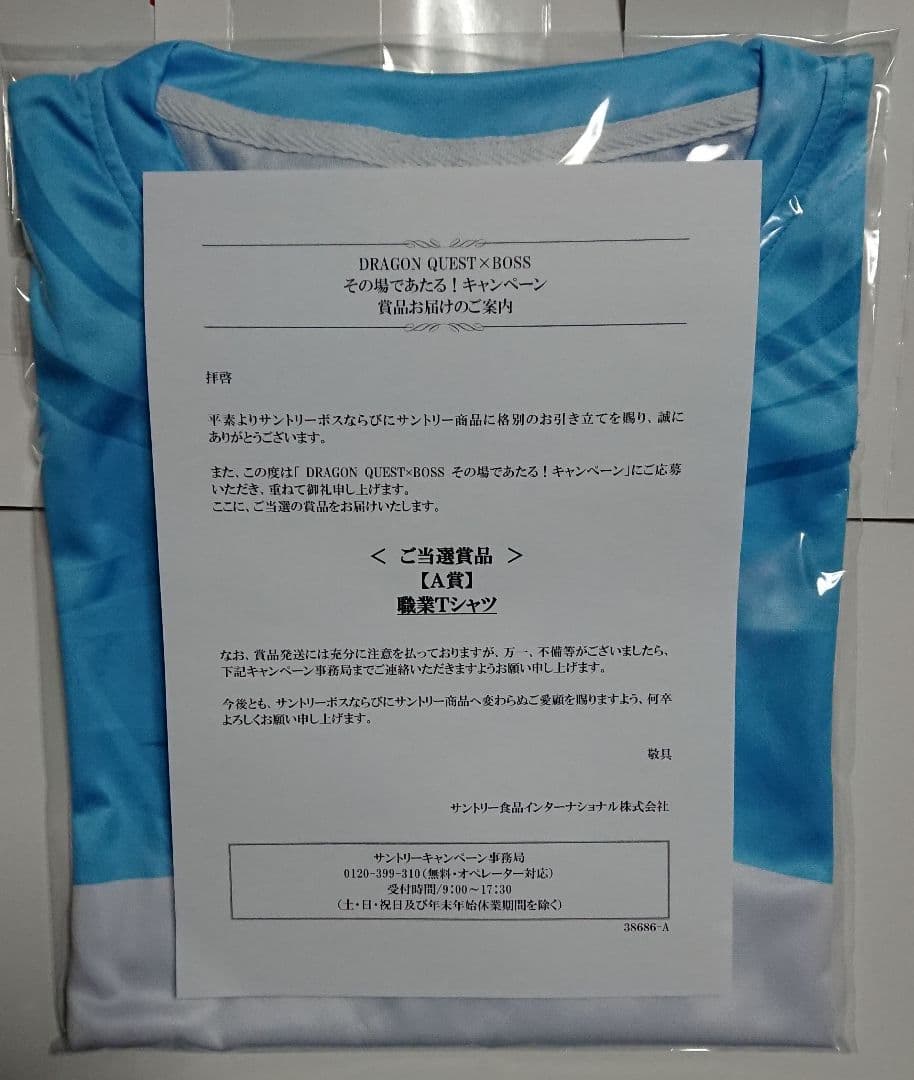 DRAGON QUEST×BOSS
その場であたる！キャンペーン
賞品お届けのご案内
拝啓
平素よりサントリーボスならびにサントリー商品に格別のお引き立てを賜り、誠に
ありがとうございます。
また、この度は「 DRAGON QUEST×BOSS その場であたる！キャンペーン」にご応募
いただき、重ねて御礼申し上げます。
ここに、ご当選の賞品をお届けいたします。
＜ ご当選賞品 ＞
【A賞】
職業Tシャツ
なお、賞品発送には充分に注意を払っておりますが、万一、不備等がございましたら、
下記キャンペーン事務局までご連絡いただきますようお願い申し上げます。
今後とも、サントリーボスならびにサントリー商品へ変わらぬご愛顧を賜りますよう、何卒
よろしくお願い申し上げます。
敬具
サントリー食品インターナショナル株式会社
サントリーキャンペーン事務局
0120-399-310（無料・オペレーター対応）
受付時間/9:00～17:30
（土・日・祝日及び年末年始休業期間を除く）
38686-A